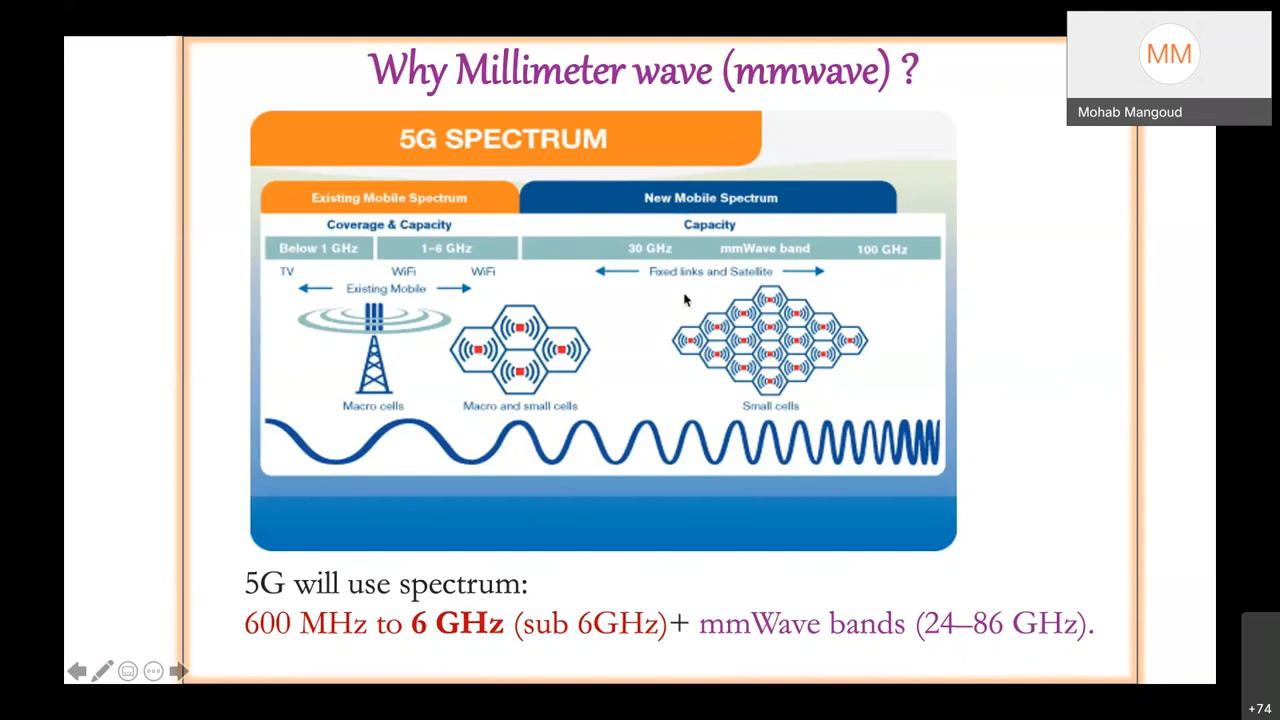 Why Millimeter wave (mmwave) ?
MM
Mohab Mangoud
5G SPECTRUM
Existing Mobile Spectrum
New Mobile Spectrum
Coverage & Capacity
Capacity
Below 1 GHz
1–6 GHz
30 GHz
mmWave band
100 GHz
TV
WiFi
WiFi
Fixed links and Satellite
Existing Mobile
Macro cells
Macro and small cells
Small cells
5G will use spectrum:
600 MHz to 6 GHz (sub 6GHz)+ mmWave bands (24–86 GHz).
+74